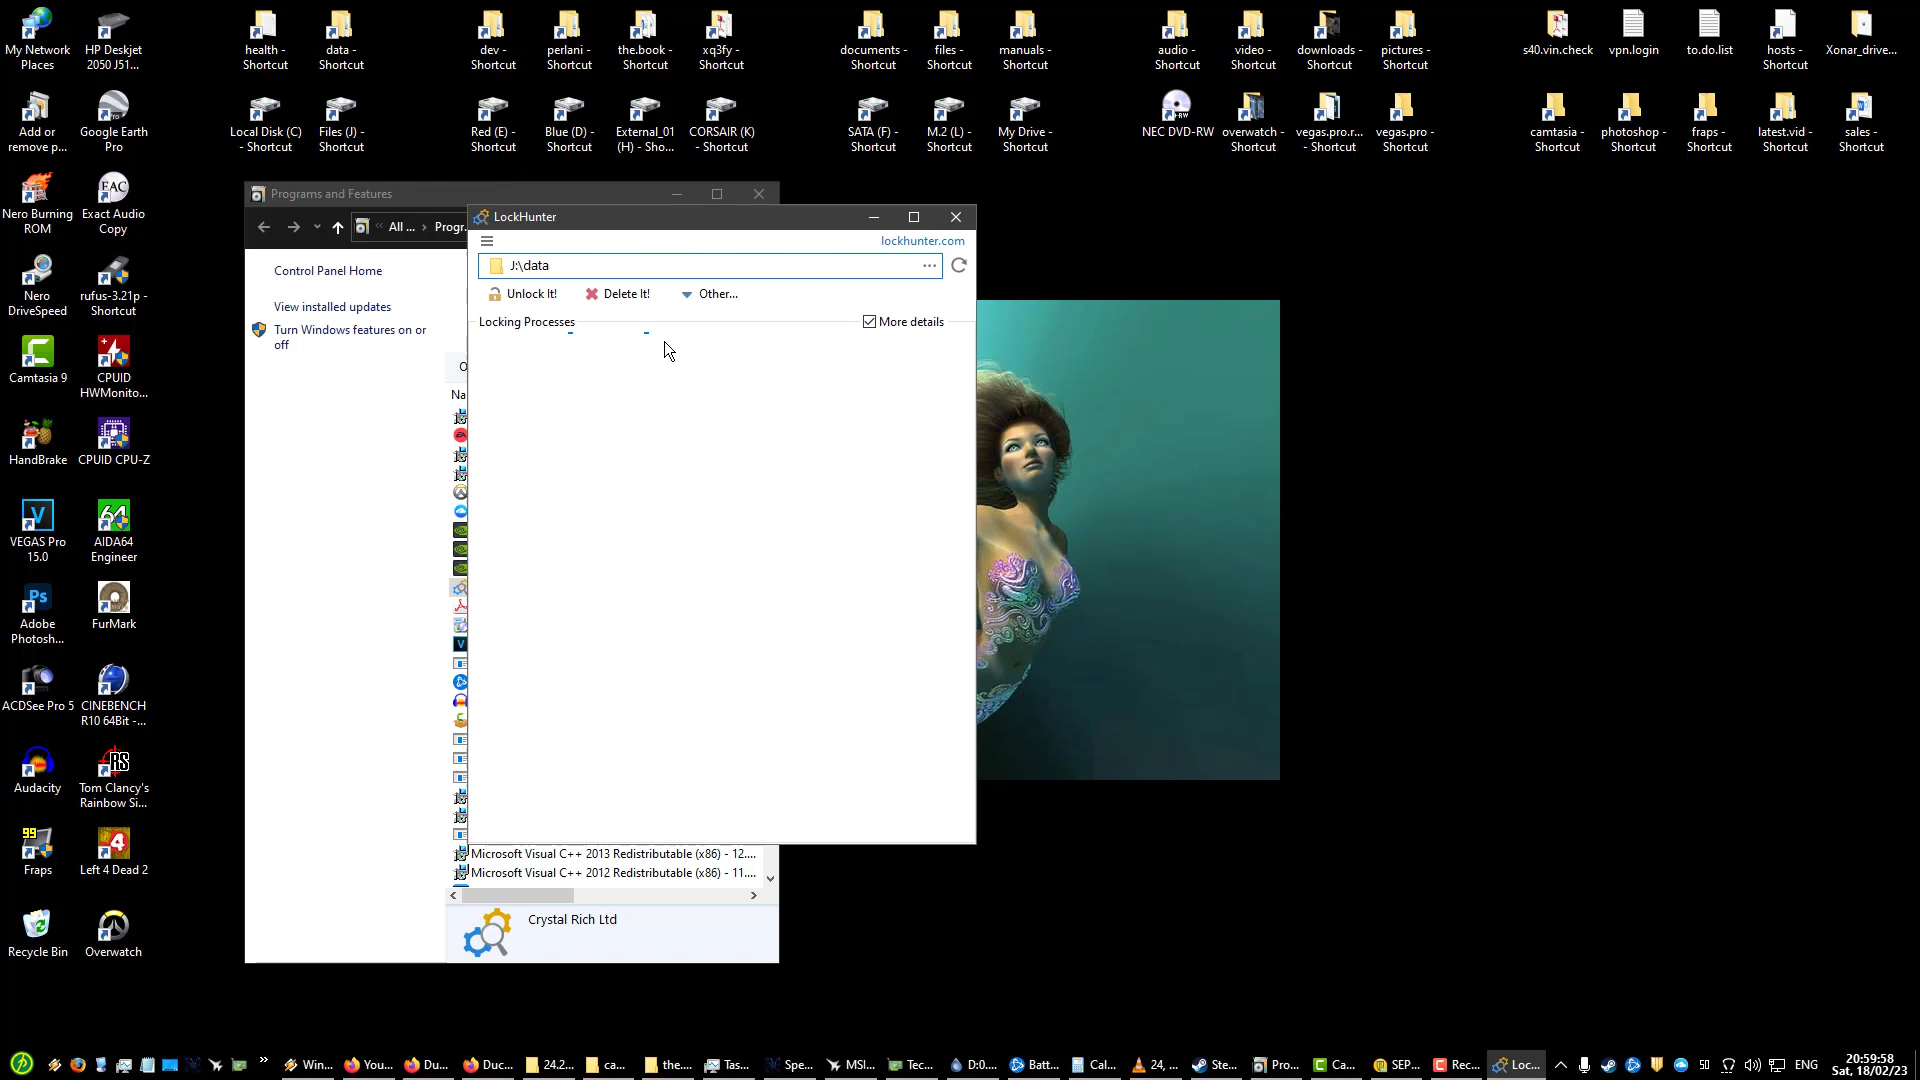 My Network
Places
HP Deskjet
2050 J51...
health -
Shortcut
data -
Shortcut
dev -
Shortcut
perlani -
Shortcut
the.book -
Shortcut
xq3fy -
Shortcut
documents -
Shortcut
files -
Shortcut
manuals -
Shortcut
audio -
Shortcut
video -
Shortcut
downloads -
Shortcut
pictures -
Shortcut
s40.vin.check
vpn.login
to.do.list
hosts -
Shortcut
Xonar_drive...
Add or
remove p...
Google Earth
Pro
Local Disk (C)
- Shortcut
Files (J) -
Shortcut
Red (E) -
Shortcut
Blue (D) -
Shortcut
External_01
(H) - Sho...
CORSAIR (K)
- Shortcut
SATA (F) -
Shortcut
M.2 (L) -
Shortcut
My Drive -
Shortcut
NEC DVD-RW
overwatch -
Shortcut
vegas.pro.r...
- Shortcut
vegas.pro -
Shortcut
camtasia -
Shortcut
photoshop -
Shortcut
fraps -
Shortcut
latest.vid -
Shortcut
sales -
Shortcut
Nero Burning
ROM
Exact Audio
Copy
Nero
DriveSpeed
rufus-3.21p -
Shortcut
Camtasia 9
CPUID
HWMonito...
HandBrake
CPUID CPU-Z
VEGAS Pro
15.0
AIDA64
Engineer
Adobe
Photosh...
FurMark
ACDSee Pro 5
CINEBENCH
R10 64Bit -...
Audacity
Tom Clancy's
Rainbow Si...
Fraps
Left 4 Dead 2
Recycle Bin
Overwatch
Programs and Features
All ...
Progr
Control Panel Home
View installed updates
Turn Windows features on or
off
O
Na
LockHunter
lockhunter.com
J:\data
Unlock It!
Delete It!
Other...
Locking Processes
More details
Microsoft Visual C++ 2013 Redistributable (x86) - 12....
Microsoft Visual C++ 2012 Redistributable (x86) - 11....
Crystal Rich Ltd
Win...
You...
Du...
Duc...
24.2...
ca...
the....
Tas...
Spe...
MSI...
Tec...
D:0...
Batt...
Cal...
24, ...
Ste...
Pro...
Ca...
SEP...
Rec...
Loc...
50
ENG
20:59:58
Sat, 18/02/23